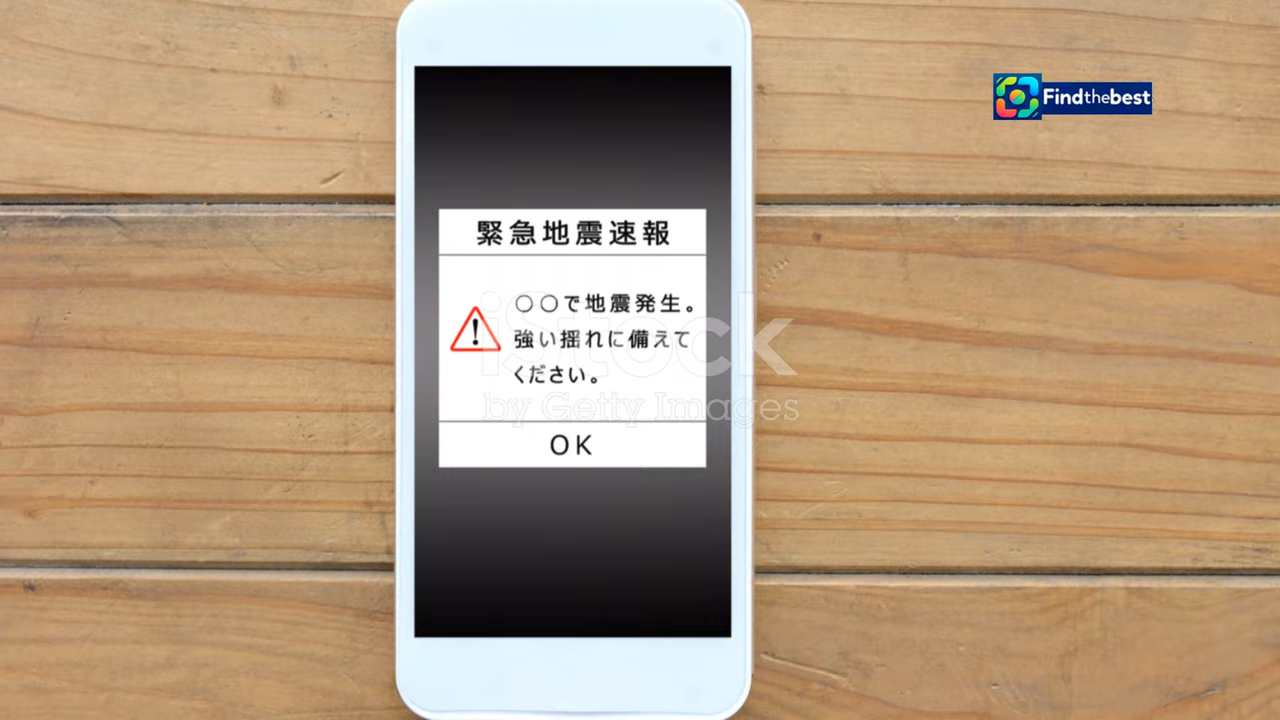 Findthebest
緊急地震速報
○○で地震発生。
強い揺れに備えて
ください。
iStock
by Getty Images
OK